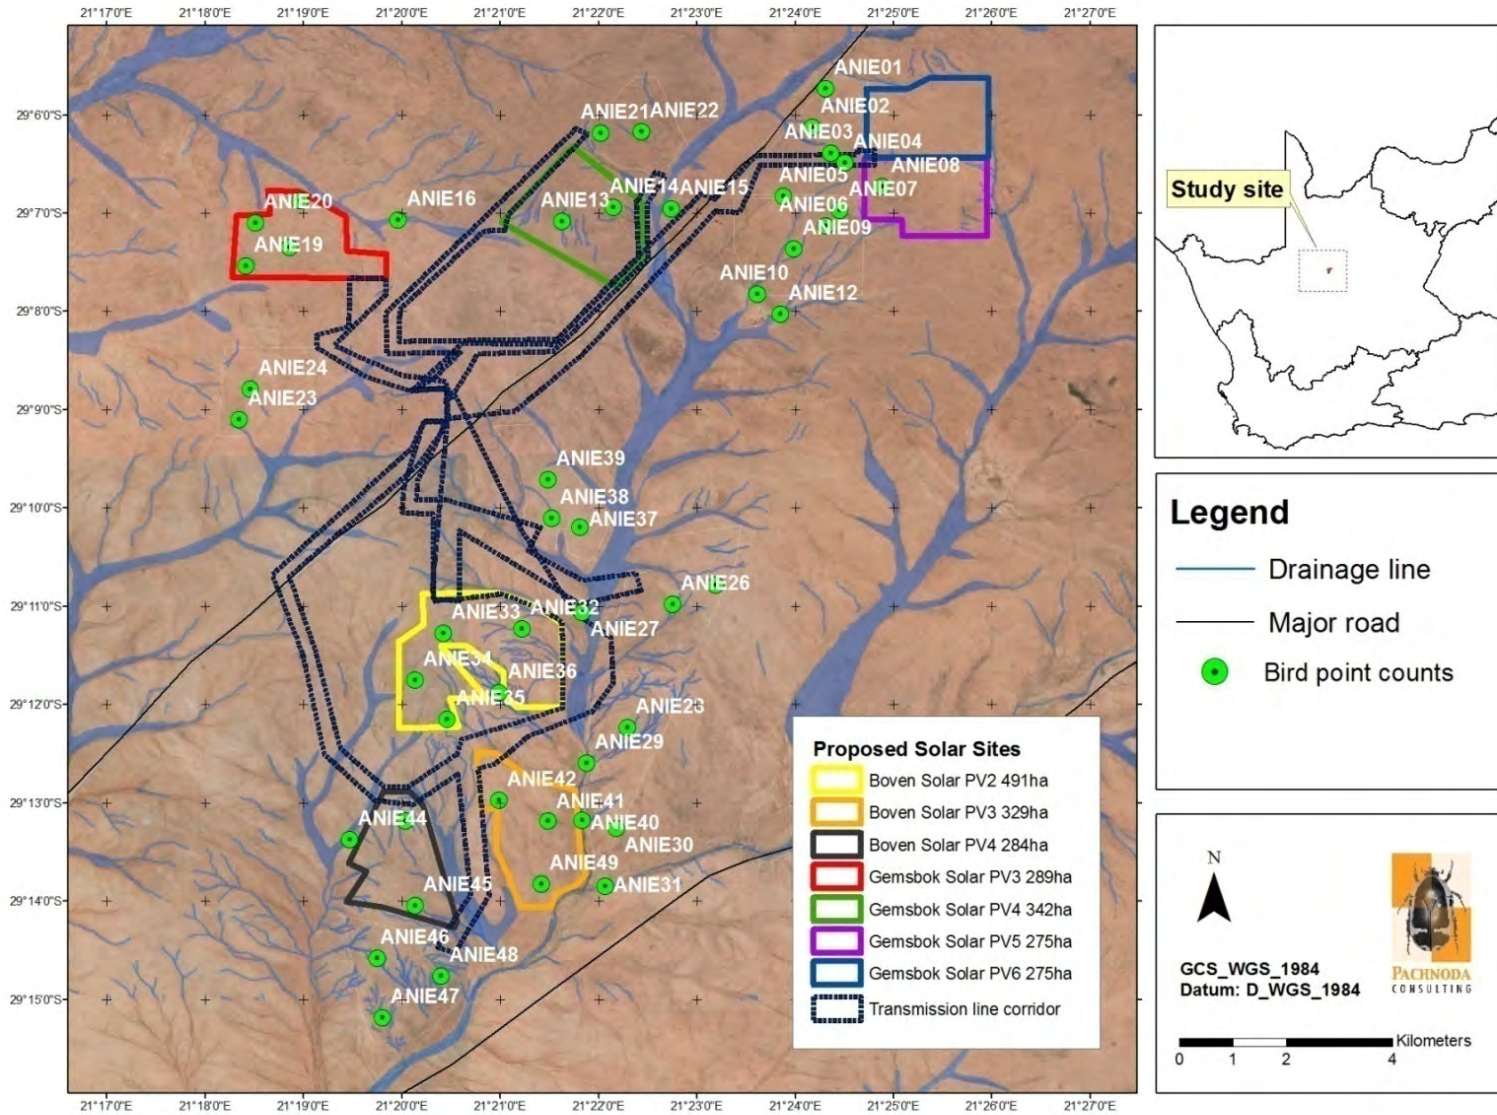 21°17'0"E 21°18'0"E 21°19'0"E 21°20'0"E 21°21'0"E 21°22'0"E 21°23'0"E 21°24'0"E 21°25'0"E 21°26'0"E 21°27'0"E
29°6'0"S
29°7'0"S
29°8'0"S
29°9'0"S
29°10'0"S
29°11'0"S
29°12'0"S
29°13'0"S
29°14'0"S
29°15'0"S
ANIE01
ANIE02
ANIE21 ANIE22
ANIE03
ANIE04
ANIE08
ANIE05
ANIE07
ANIE14 ANIE15
ANIE13
ANIE16
ANIE20
ANIE06
ANIE09
ANIE19
ANIE10
ANIE12
ANIE24
ANIE23
ANIE39
ANIE38
ANIE37
ANIE26
ANIE33
ANIE32
ANIE27
ANIE34
ANIE36
ANIE35
ANIE28
ANIE29
ANIE42
ANIE41
ANIE40
ANIE44
ANIE30
ANIE49
ANIE45
ANIE31
ANIE46
ANIE48
ANIE47
Proposed Solar Sites
Boven Solar PV2 491ha
Boven Solar PV3 329ha
Boven Solar PV4 284ha
Gemsbok Solar PV3 289ha
Gemsbok Solar PV4 342ha
Gemsbok Solar PV5 275ha
Gemsbok Solar PV6 275ha
Transmission line corridor
21°17'0"E 21°18'0"E 21°19'0"E 21°20'0"E 21°21'0"E 21°22'0"E 21°23'0"E 21°24'0"E 21°25'0"E 21°26'0"E 21°27'0"E
Study site
Legend
Drainage line
Major road
Bird point counts
N
GCS_WGS_1984
Datum: D_WGS_1984
PACHNODA
CONSULTING
Kilometers
0 1 2 4